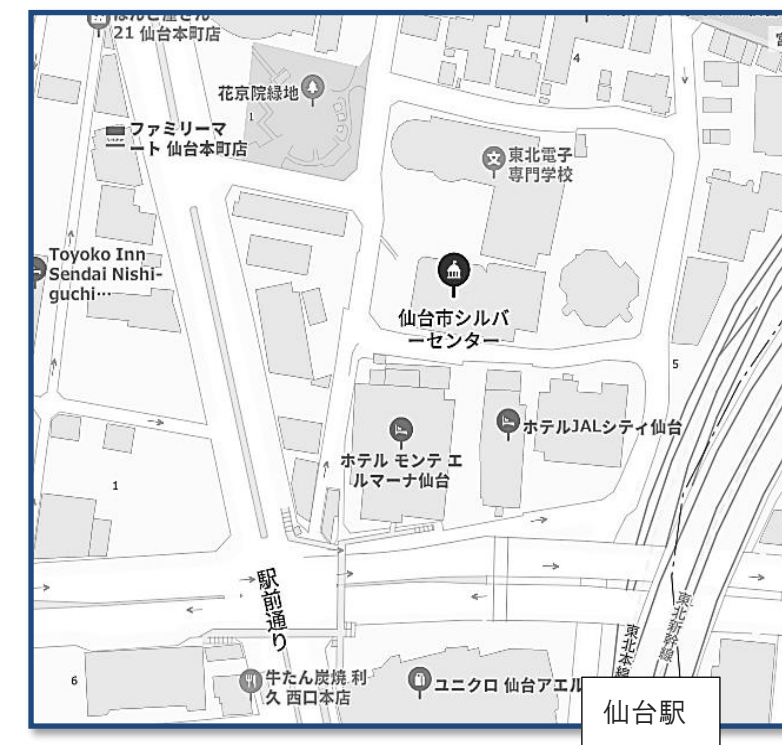 21 仙台本町店
花京院緑地
1
4
ファミリーマ
ート 仙台本町店
東北電子
専門学校
Toyoko Inn
Sendai Nishi-
guchi…
仙台市シルバ
ーセンター
5
ホテルJALシティ仙台
ホテル モンテ エ
ルマーナ仙台
1
駅前通り
東北新幹線
東北本線
6
牛たん炭焼 利
久 西口本店
ユニクロ 仙台アエル
仙台駅